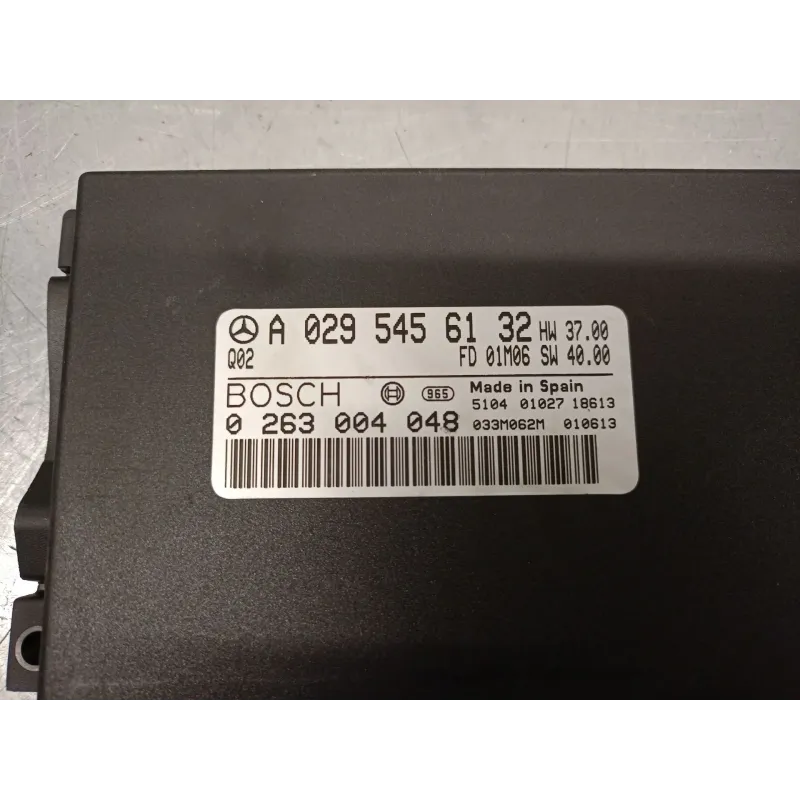 A 029 545 61 32 HW 37.00
Q02 FD 01M06 SW 40.00
BOSCH 965 Made in Spain
5104 01027 18613
0 263 004 048 033M062M 010613